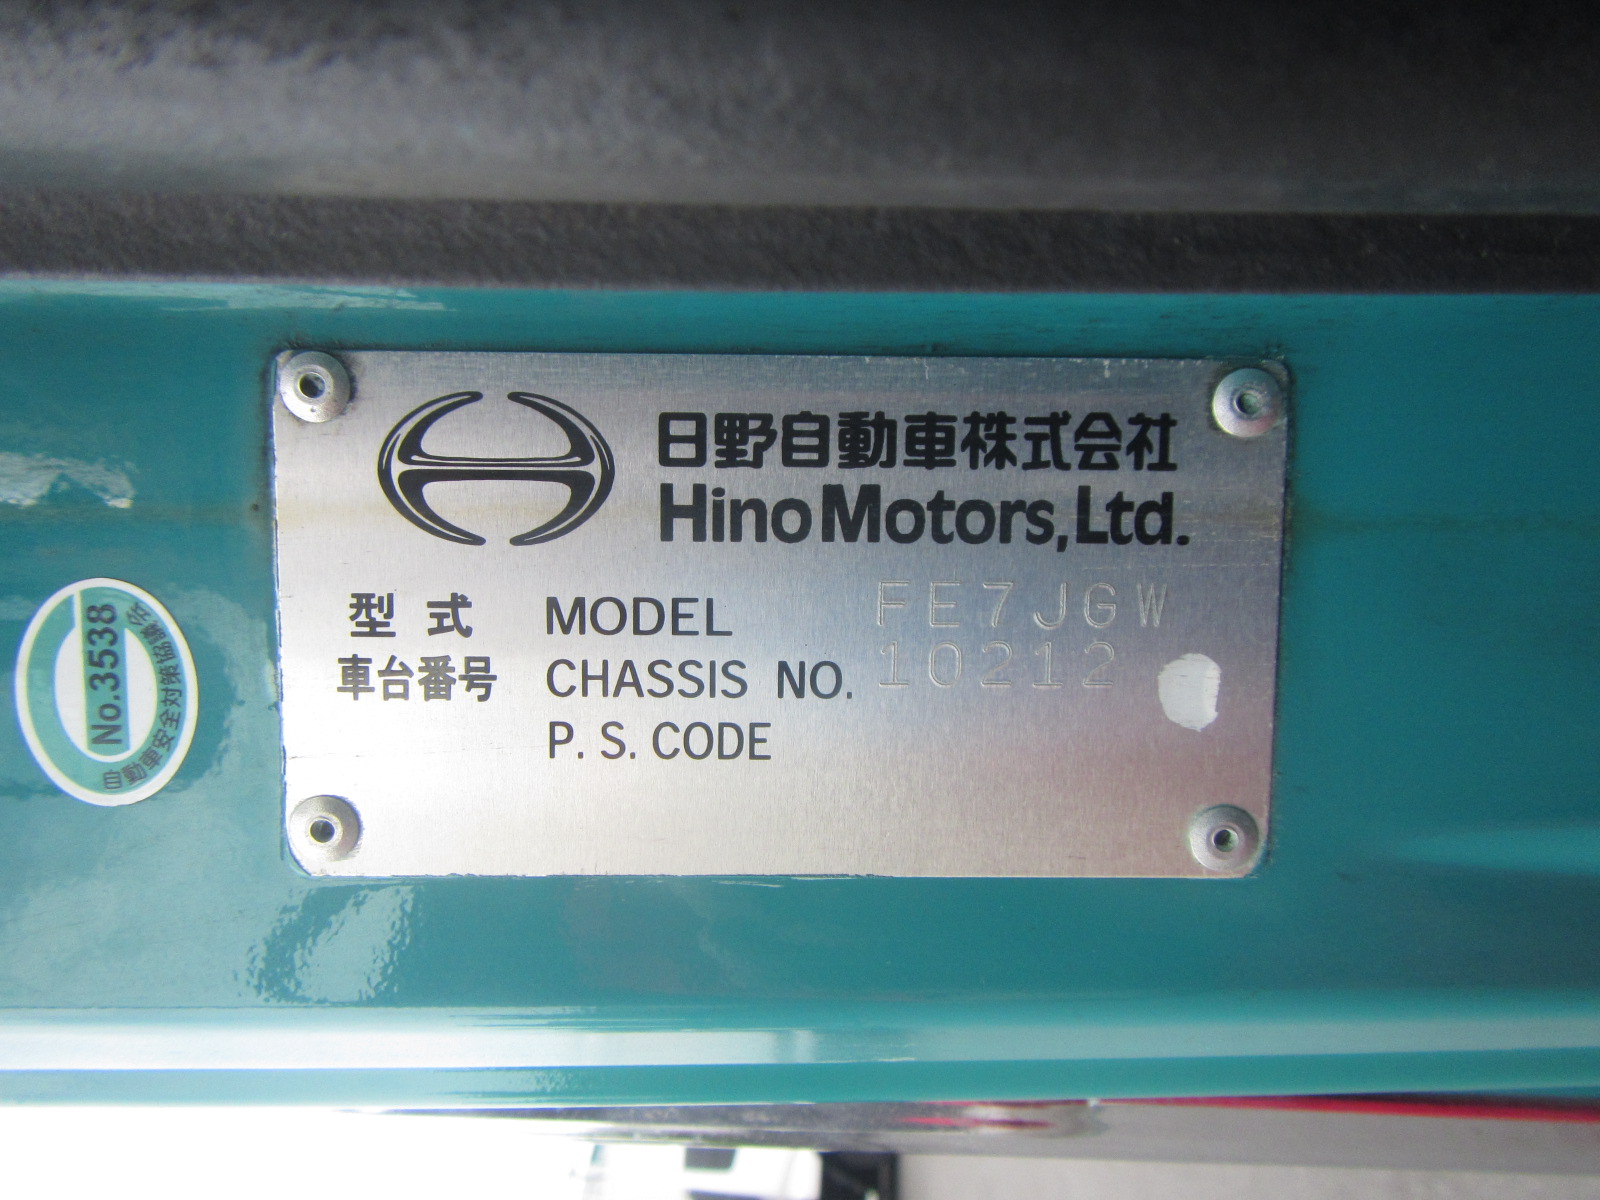 日野自動車株式会社
Hino Motors, Ltd.
型式 MODEL FE7JGW
車台番号 CHASSIS NO. 10212
P. S. CODE
No.3538
自動車安全対策協議会